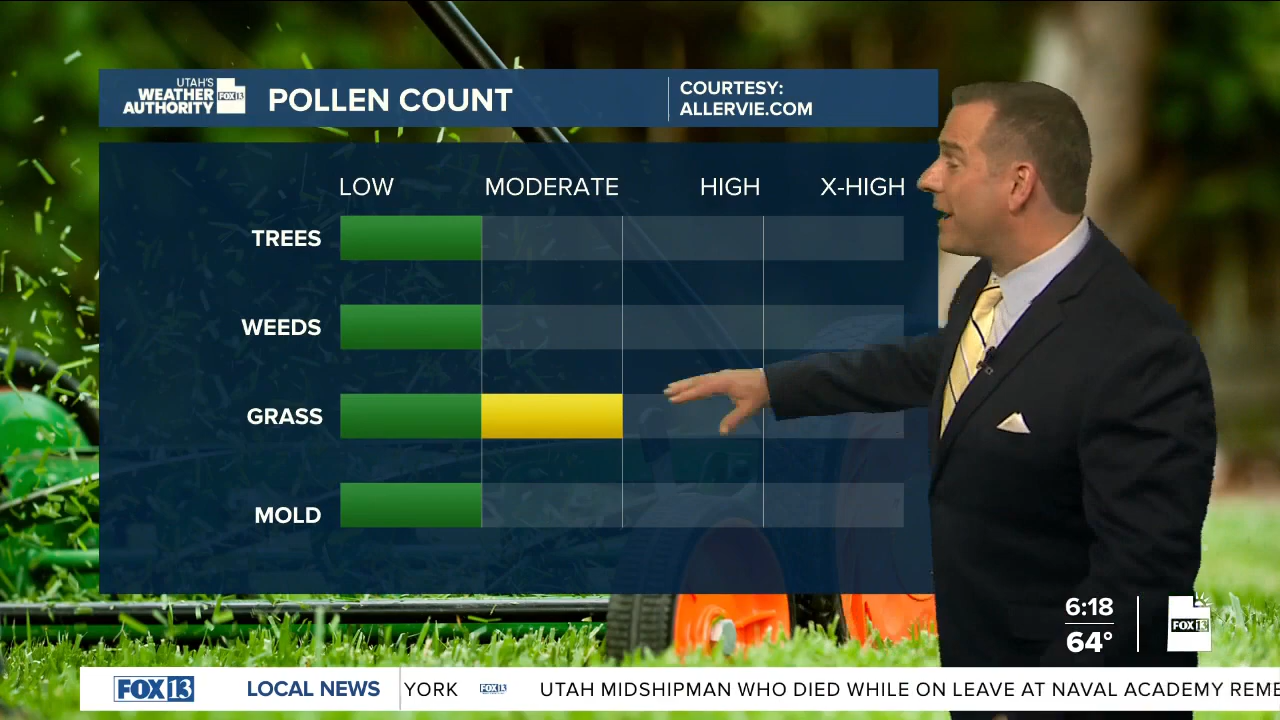 UTAH'S
WEATHER
AUTHORITY
FOX 13
POLLEN COUNT
COURTESY:
ALLERVIE.COM
LOW MODERATE HIGH X-HIGH
TREES
WEEDS
GRASS
MOLD
6:18
64°
FOX 13
FOX 13 LOCAL NEWS YORK FOX 13 UTAH MIDSHIPMAN WHO DIED WHILE ON LEAVE AT NAVAL ACADEMY REME